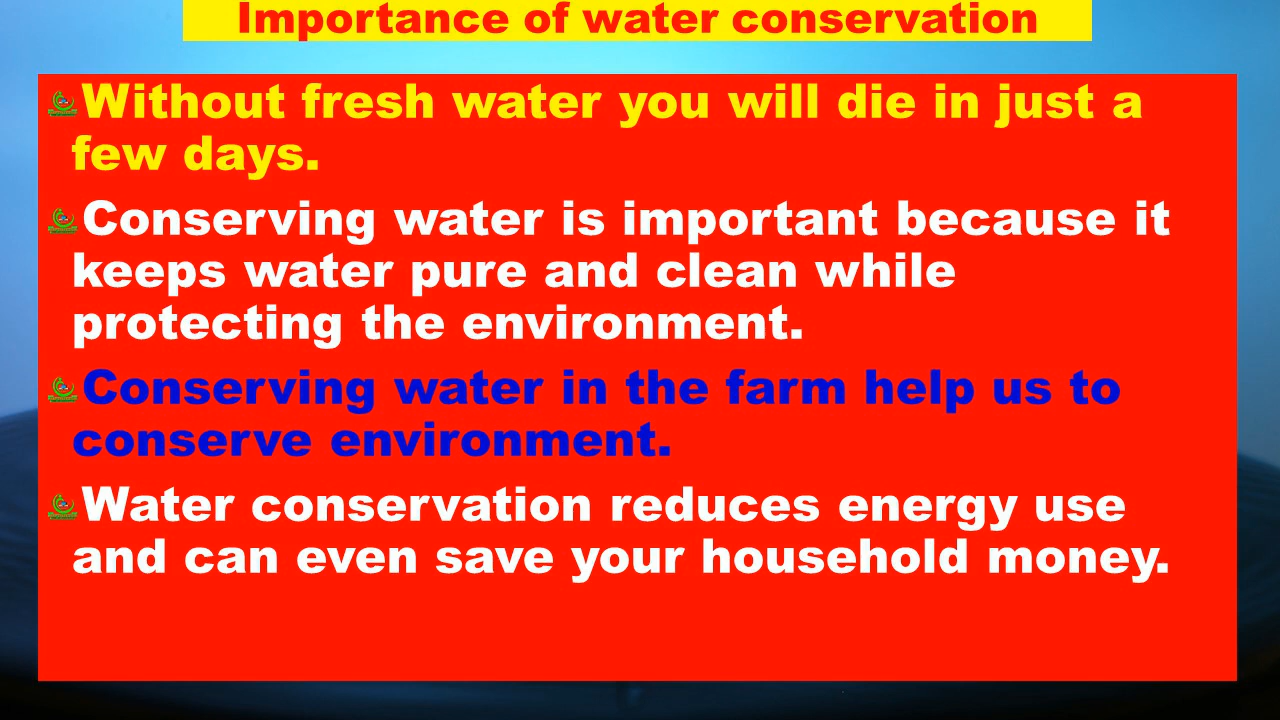 Importance of water conservation
Without fresh water you will die in just a
few days.
Conserving water is important because it
keeps water pure and clean while
protecting the environment.
Conserving water in the farm help us to
conserve environment.
Water conservation reduces energy use
and can even save your household money.